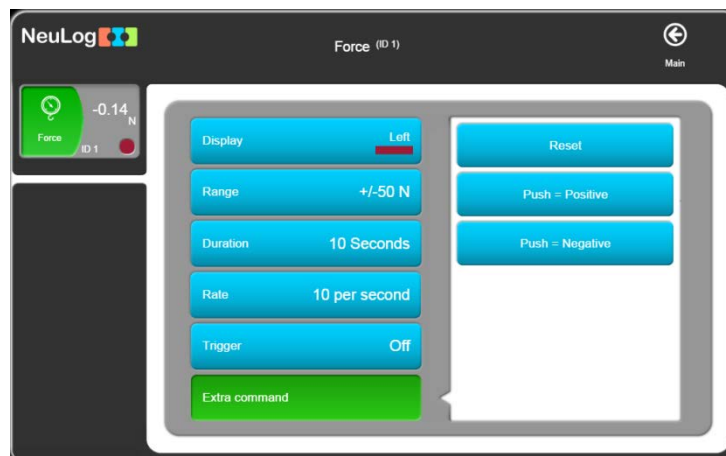 NeuLog
Force (ID 1)
Main
-0.14 N
Force
ID 1
Display Left
Range +/-50 N
Duration 10 Seconds
Rate 10 per second
Trigger Off
Extra command
Reset
Push = Positive
Push = Negative